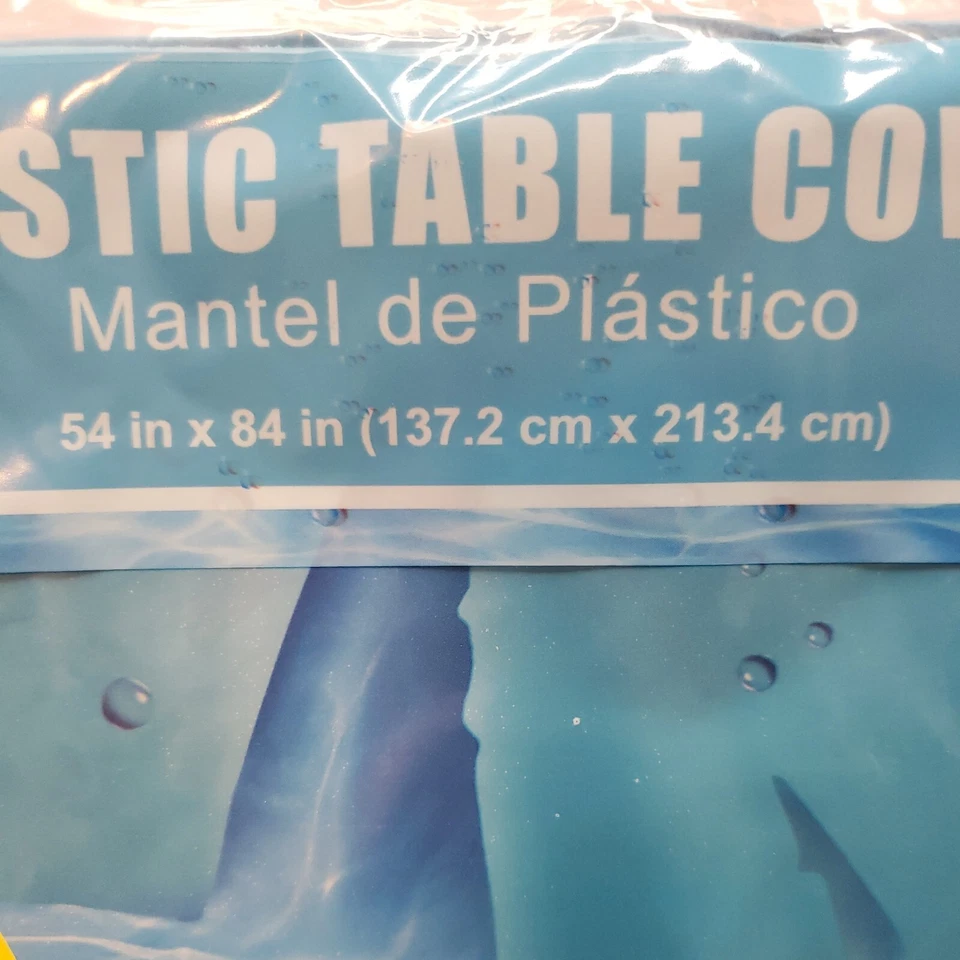 STIC TABLE CO
Mantel de Plástico
54 in x 84 in (137.2 cm x 213.4 cm)